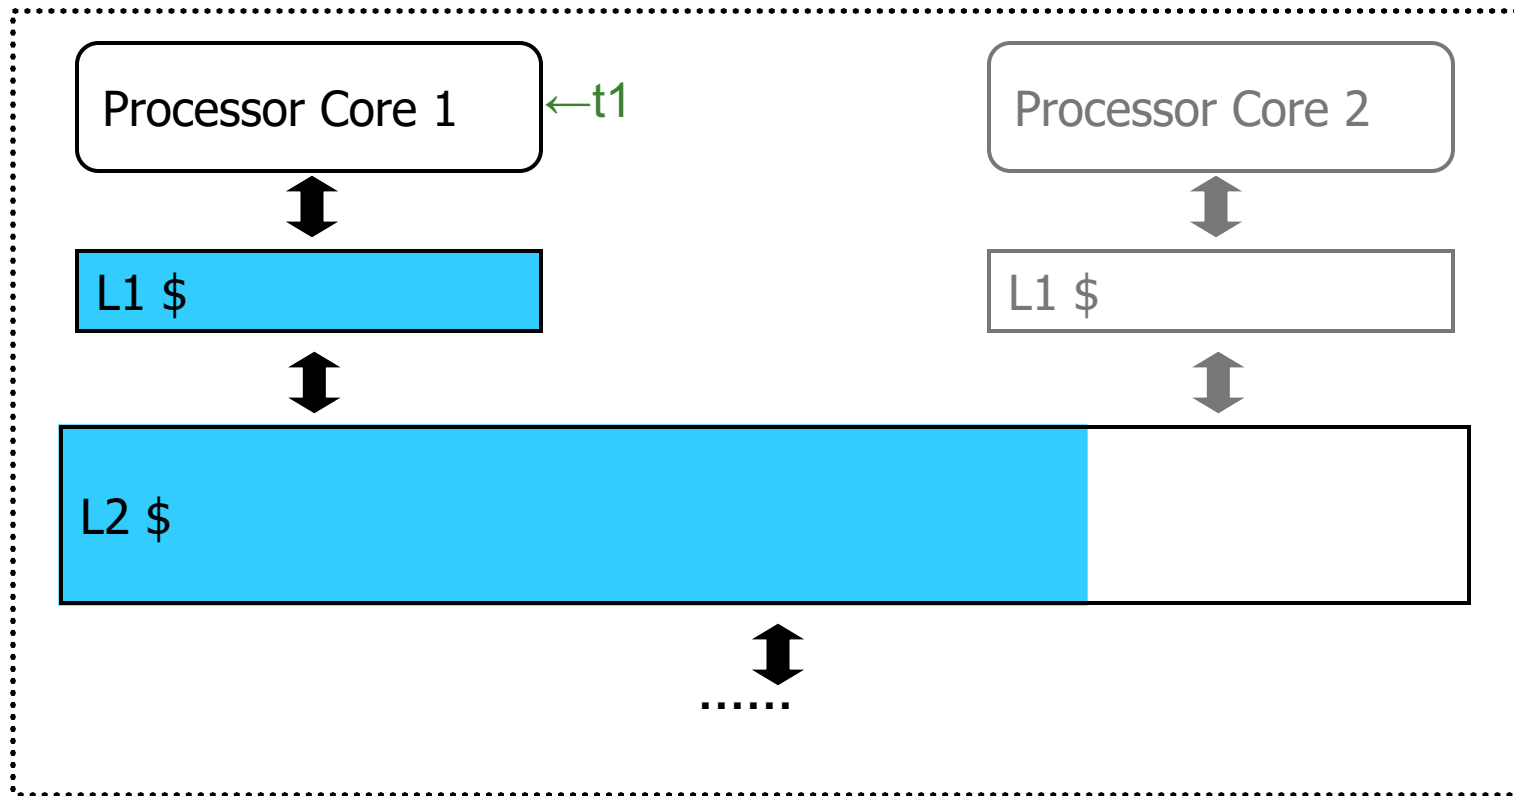 Processor Core 1
←t1
Processor Core 2
L1 $
L1 $
L2 $
......